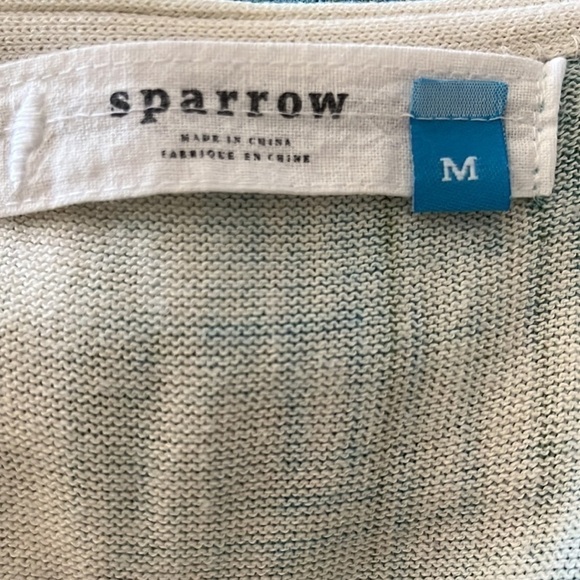 sparrow
MADE IN CHINA
FABRIQUE EN CHINE
M